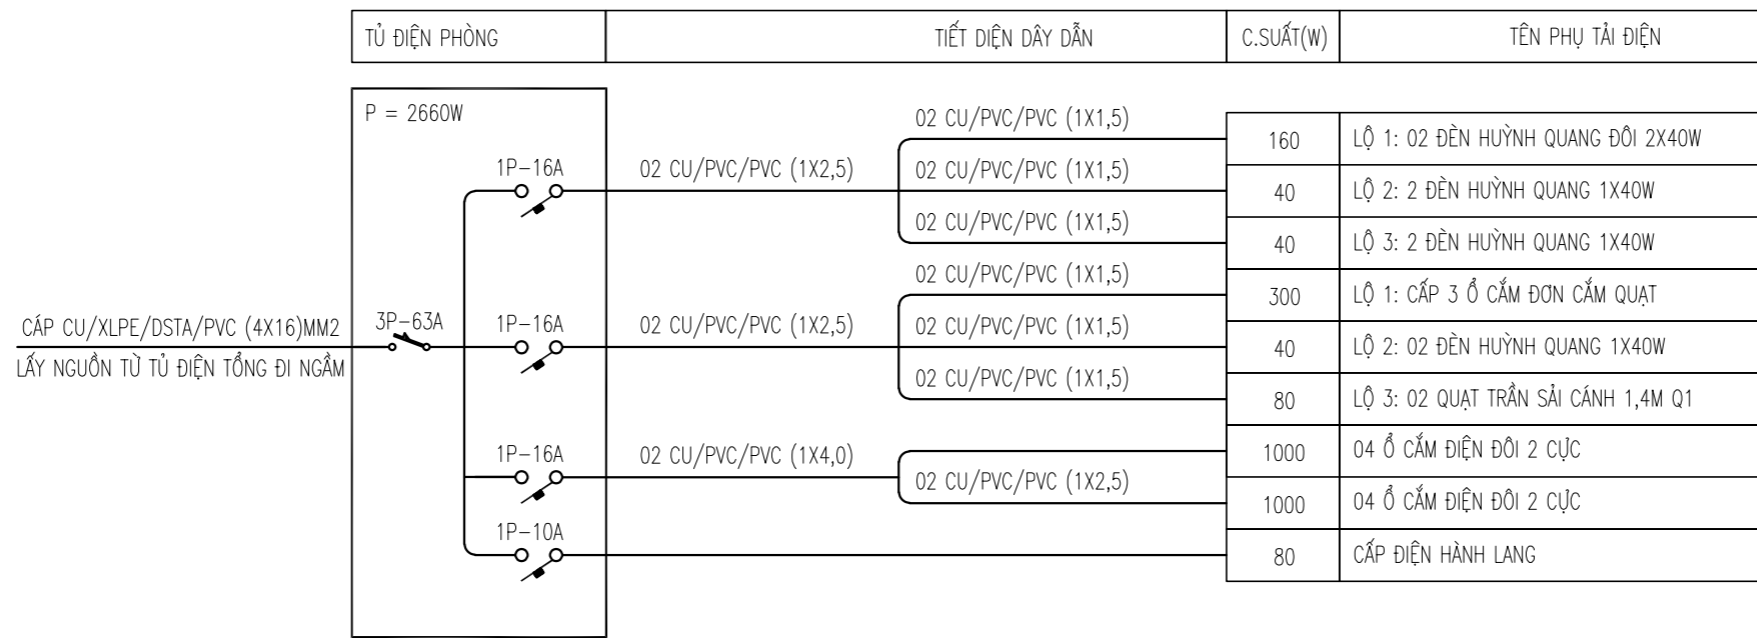 TỦ ĐIỆN PHÒNG TIẾT DIỆN DÂY DẪN C.SUẤT(W) TÊN PHỤ TẢI ĐIỆN
P = 2660W
02 CU/PVC/PVC (1X1,5)
160 LỘ 1: 02 ĐÈN HUỲNH QUANG ĐÔI 2X40W
1P-16A 02 CU/PVC/PVC (1X2,5) 02 CU/PVC/PVC (1X1,5)
40 LỘ 2: 2 ĐÈN HUỲNH QUANG 1X40W
02 CU/PVC/PVC (1X1,5)
40 LỘ 3: 2 ĐÈN HUỲNH QUANG 1X40W
02 CU/PVC/PVC (1X1,5)
300 LỘ 1: CẤP 3 Ổ CẮM ĐƠN CẮM QUẠT
CÁP CU/XLPE/DSTA/PVC (4X16)MM2 3P-63A 1P-16A 02 CU/PVC/PVC (1X2,5) 02 CU/PVC/PVC (1X1,5)
LẤY NGUỒN TỪ TỦ ĐIỆN TỔNG ĐI NGẦM
40 LỘ 2: 02 ĐÈN HUỲNH QUANG 1X40W
02 CU/PVC/PVC (1X1,5)
80 LỘ 3: 02 QUẠT TRẦN SẢI CÁNH 1,4M Q1
1P-16A 02 CU/PVC/PVC (1X4,0)
1000 04 Ổ CẮM ĐIỆN ĐÔI 2 CỰC
02 CU/PVC/PVC (1X2,5)
1000 04 Ổ CẮM ĐIỆN ĐÔI 2 CỰC
1P-10A
80 CẤP ĐIỆN HÀNH LANG